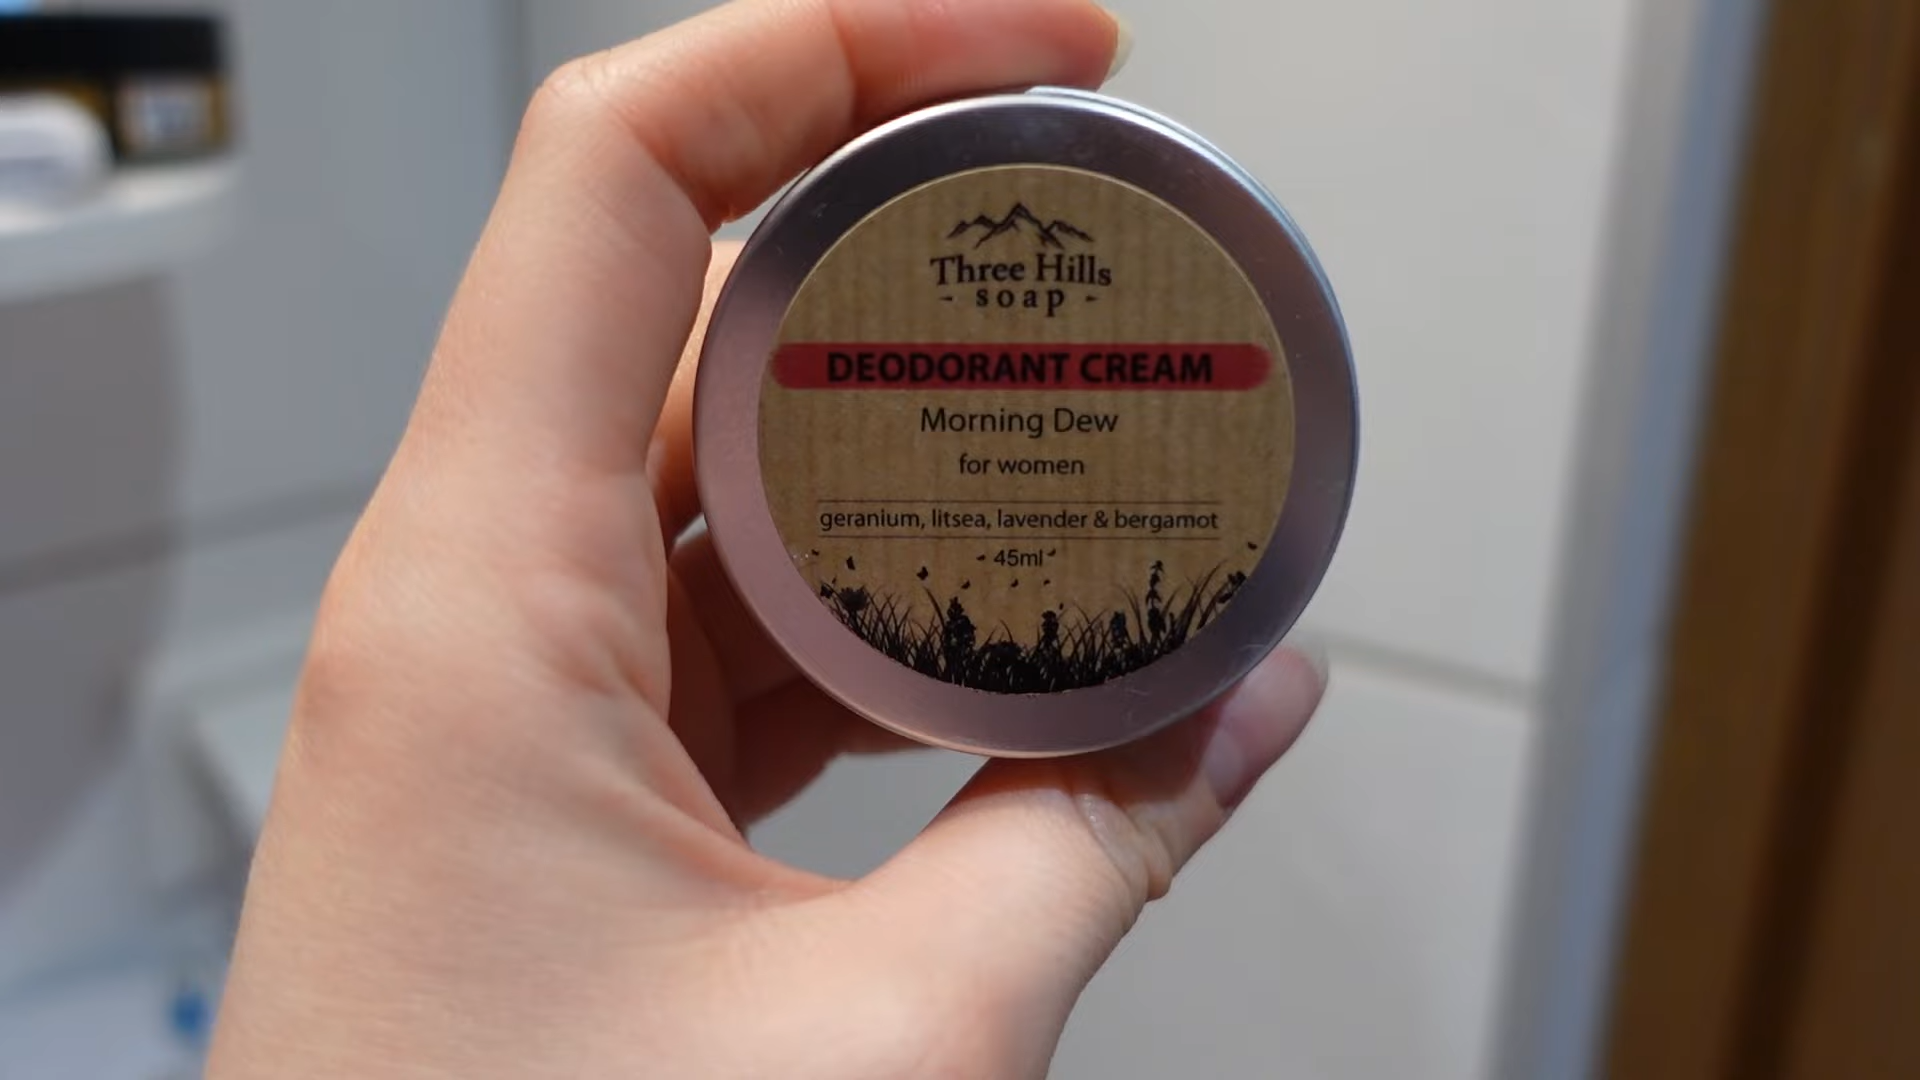 Three Hills
- soap -
DEODORANT CREAM
Morning Dew
for women
geranium, litsea, lavender & bergamot
- 45ml -